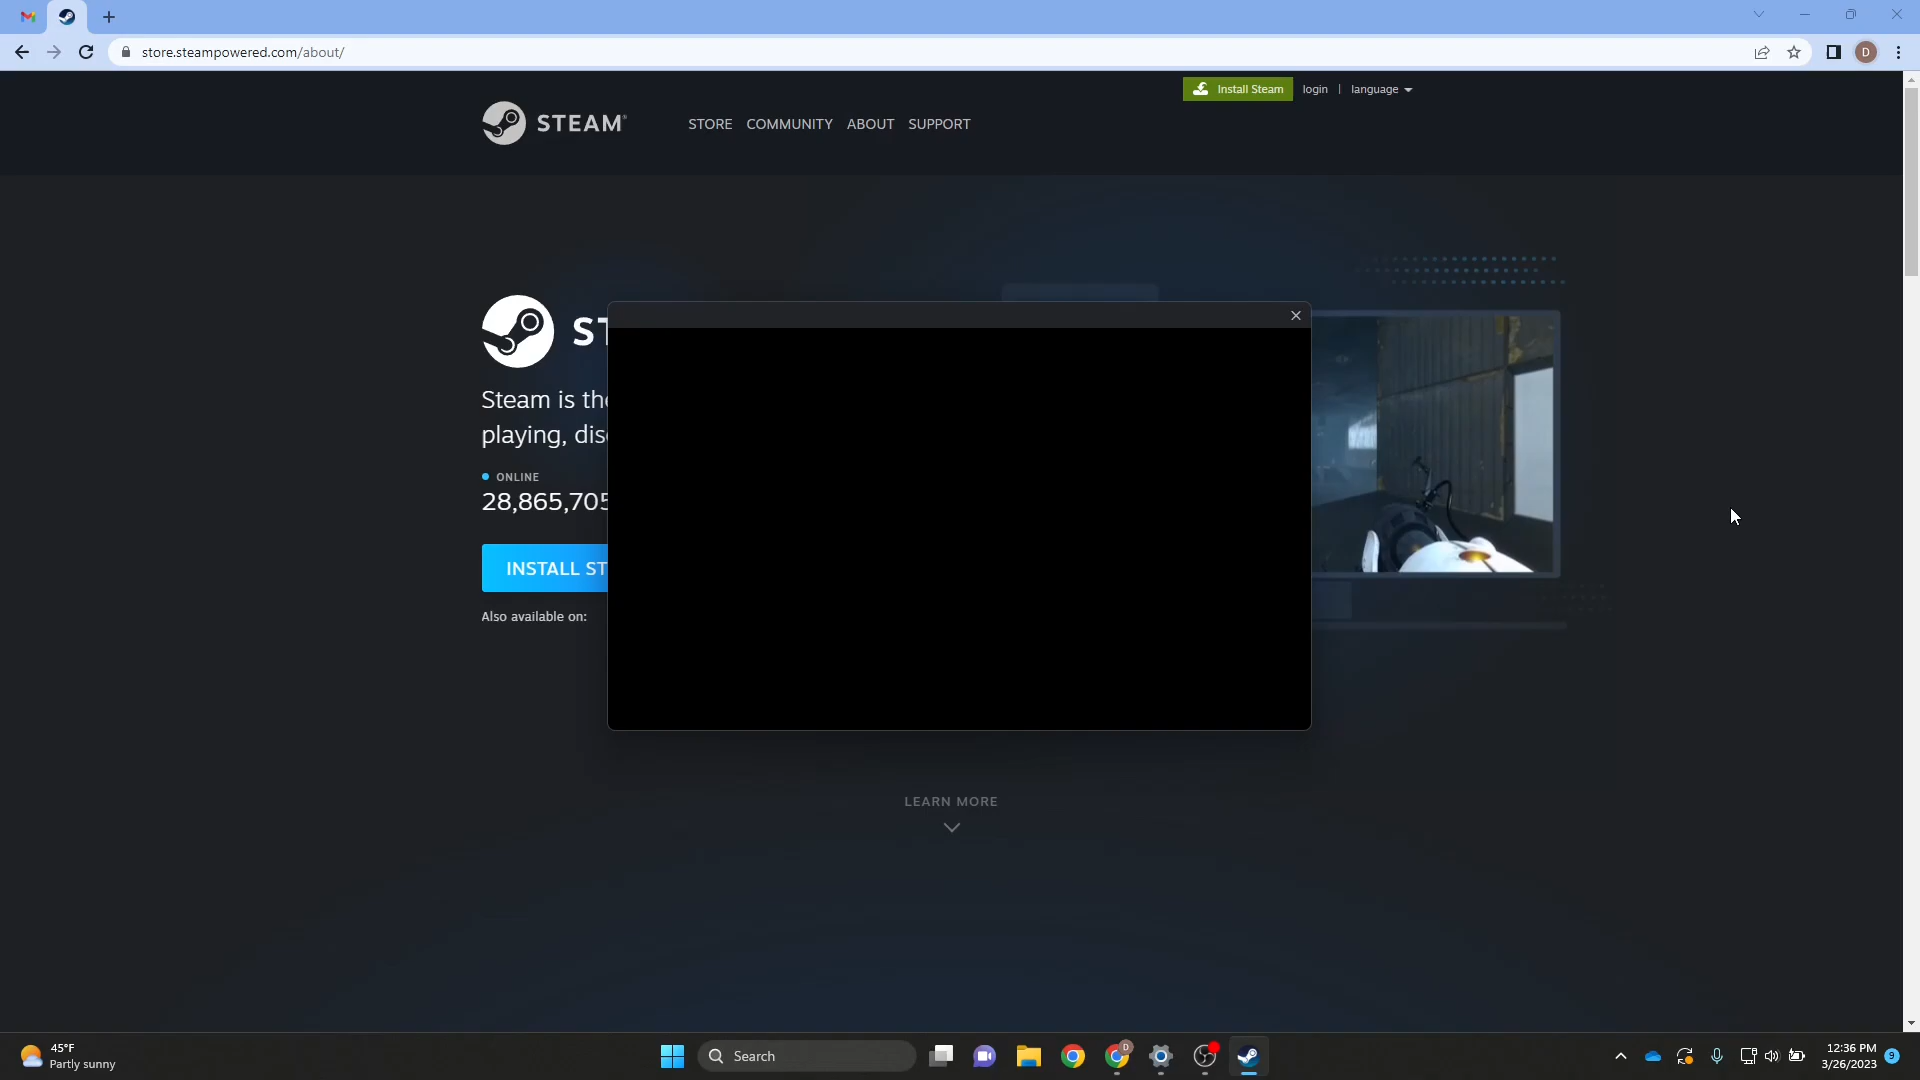 store.steampowered.com/about/
D
Install Steam
login | language
STEAM®
STORE COMMUNITY ABOUT SUPPORT
ST
Steam is the
playing, dis
ONLINE
28,865,705
INSTALL ST
Also available on:
LEARN MORE
45°F
Partly sunny
Search
D
12:36 PM
3/26/2023
9